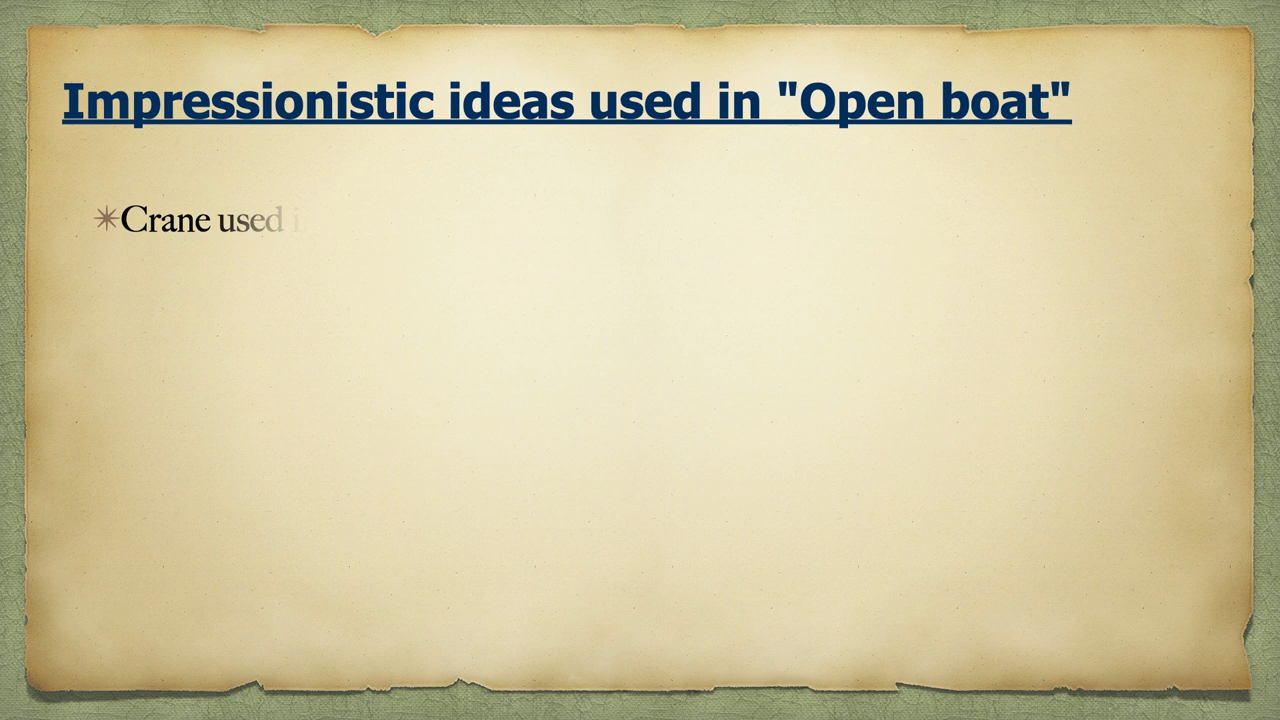 Impressionistic ideas used in "Open boat"
Crane used i